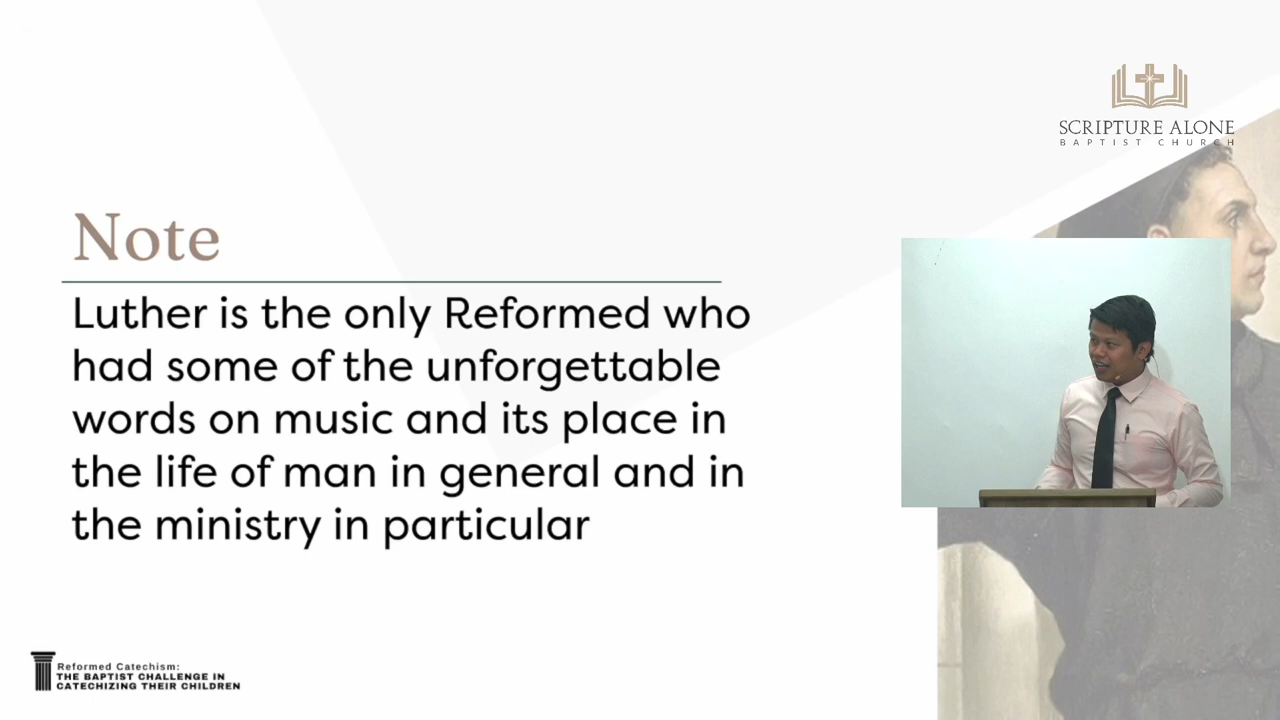 SCRIPTURE ALONE
BAPTIST CHURCH
Note
Luther is the only Reformed who
had some of the unforgettable
words on music and its place in
the life of man in general and in
the ministry in particular
Reformed Catechism:
THE BAPTIST CHALLENGE IN
CATECHIZING THEIR CHILDREN